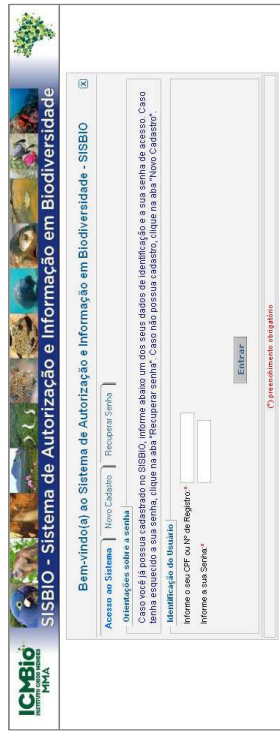 ICMBio
INSTITUTO CHICO MENDES
MMA
SISBIO - Sistema de Autorização e Informação em Biodiversidade
Bem-vindo(a) ao Sistema de Autorização e Informação em Biodiversidade - SISBIO
Acesso ao Sistema Novo Cadastro Recuperar Senha
Orientações sobre a senha
Caso você já possua cadastrado no SISBIO, informe abaixo um dos seus dados de identificação e a sua senha de acesso. Caso
tenha esquecido a sua senha, clique na aba "Recuperar senha". Caso não possua cadastro, clique na aba "Novo Cadastro".
Identificação do Usuário
Informe o seu CPF ou Nº de Registro:*
Informe a sua Senha:*
Entrar
(*) preenchimento obrigatório